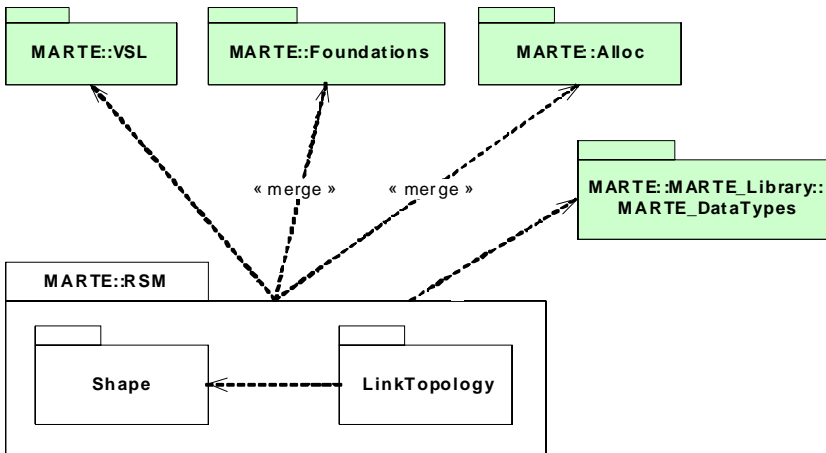 MARTE::VSL
MARTE::Foundations
MARTE::Alloc
« merge »
« merge »
MARTE::MARTE_Library::
MARTE_DataTypes
MARTE::RSM
Shape
LinkTopology